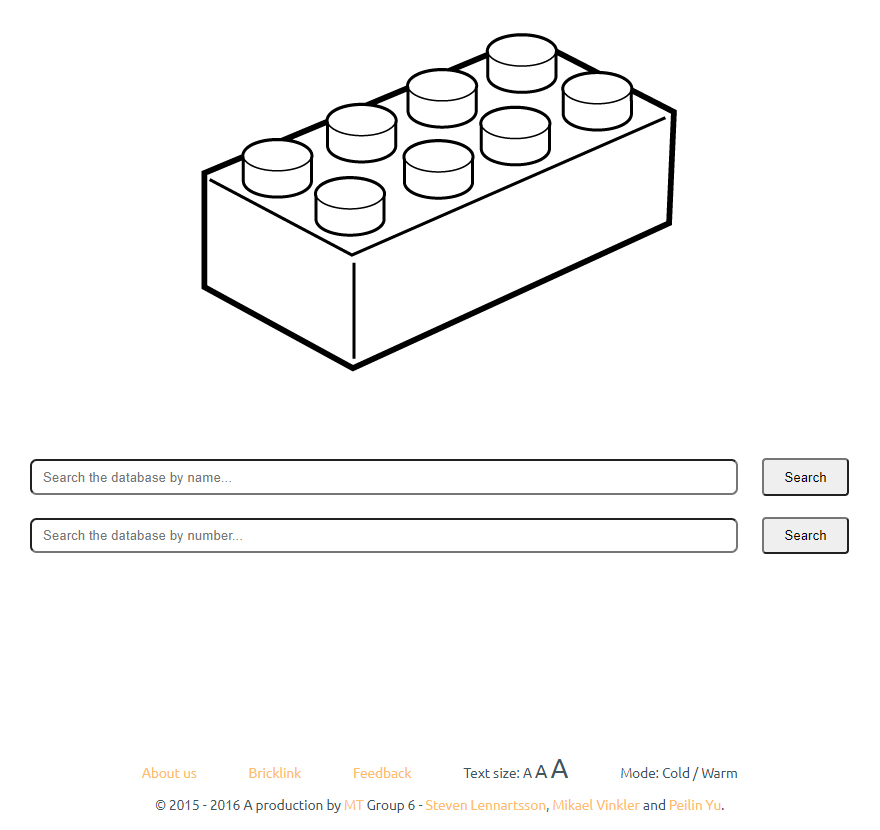 Search the database by name... Search
Search the database by number... Search
About us Bricklink Feedback Text size: A A A Mode: Cold / Warm
© 2015 - 2016 A production by MT Group 6 - Steven Lennartsson, Mikael Vinkler and Peilin Yu.